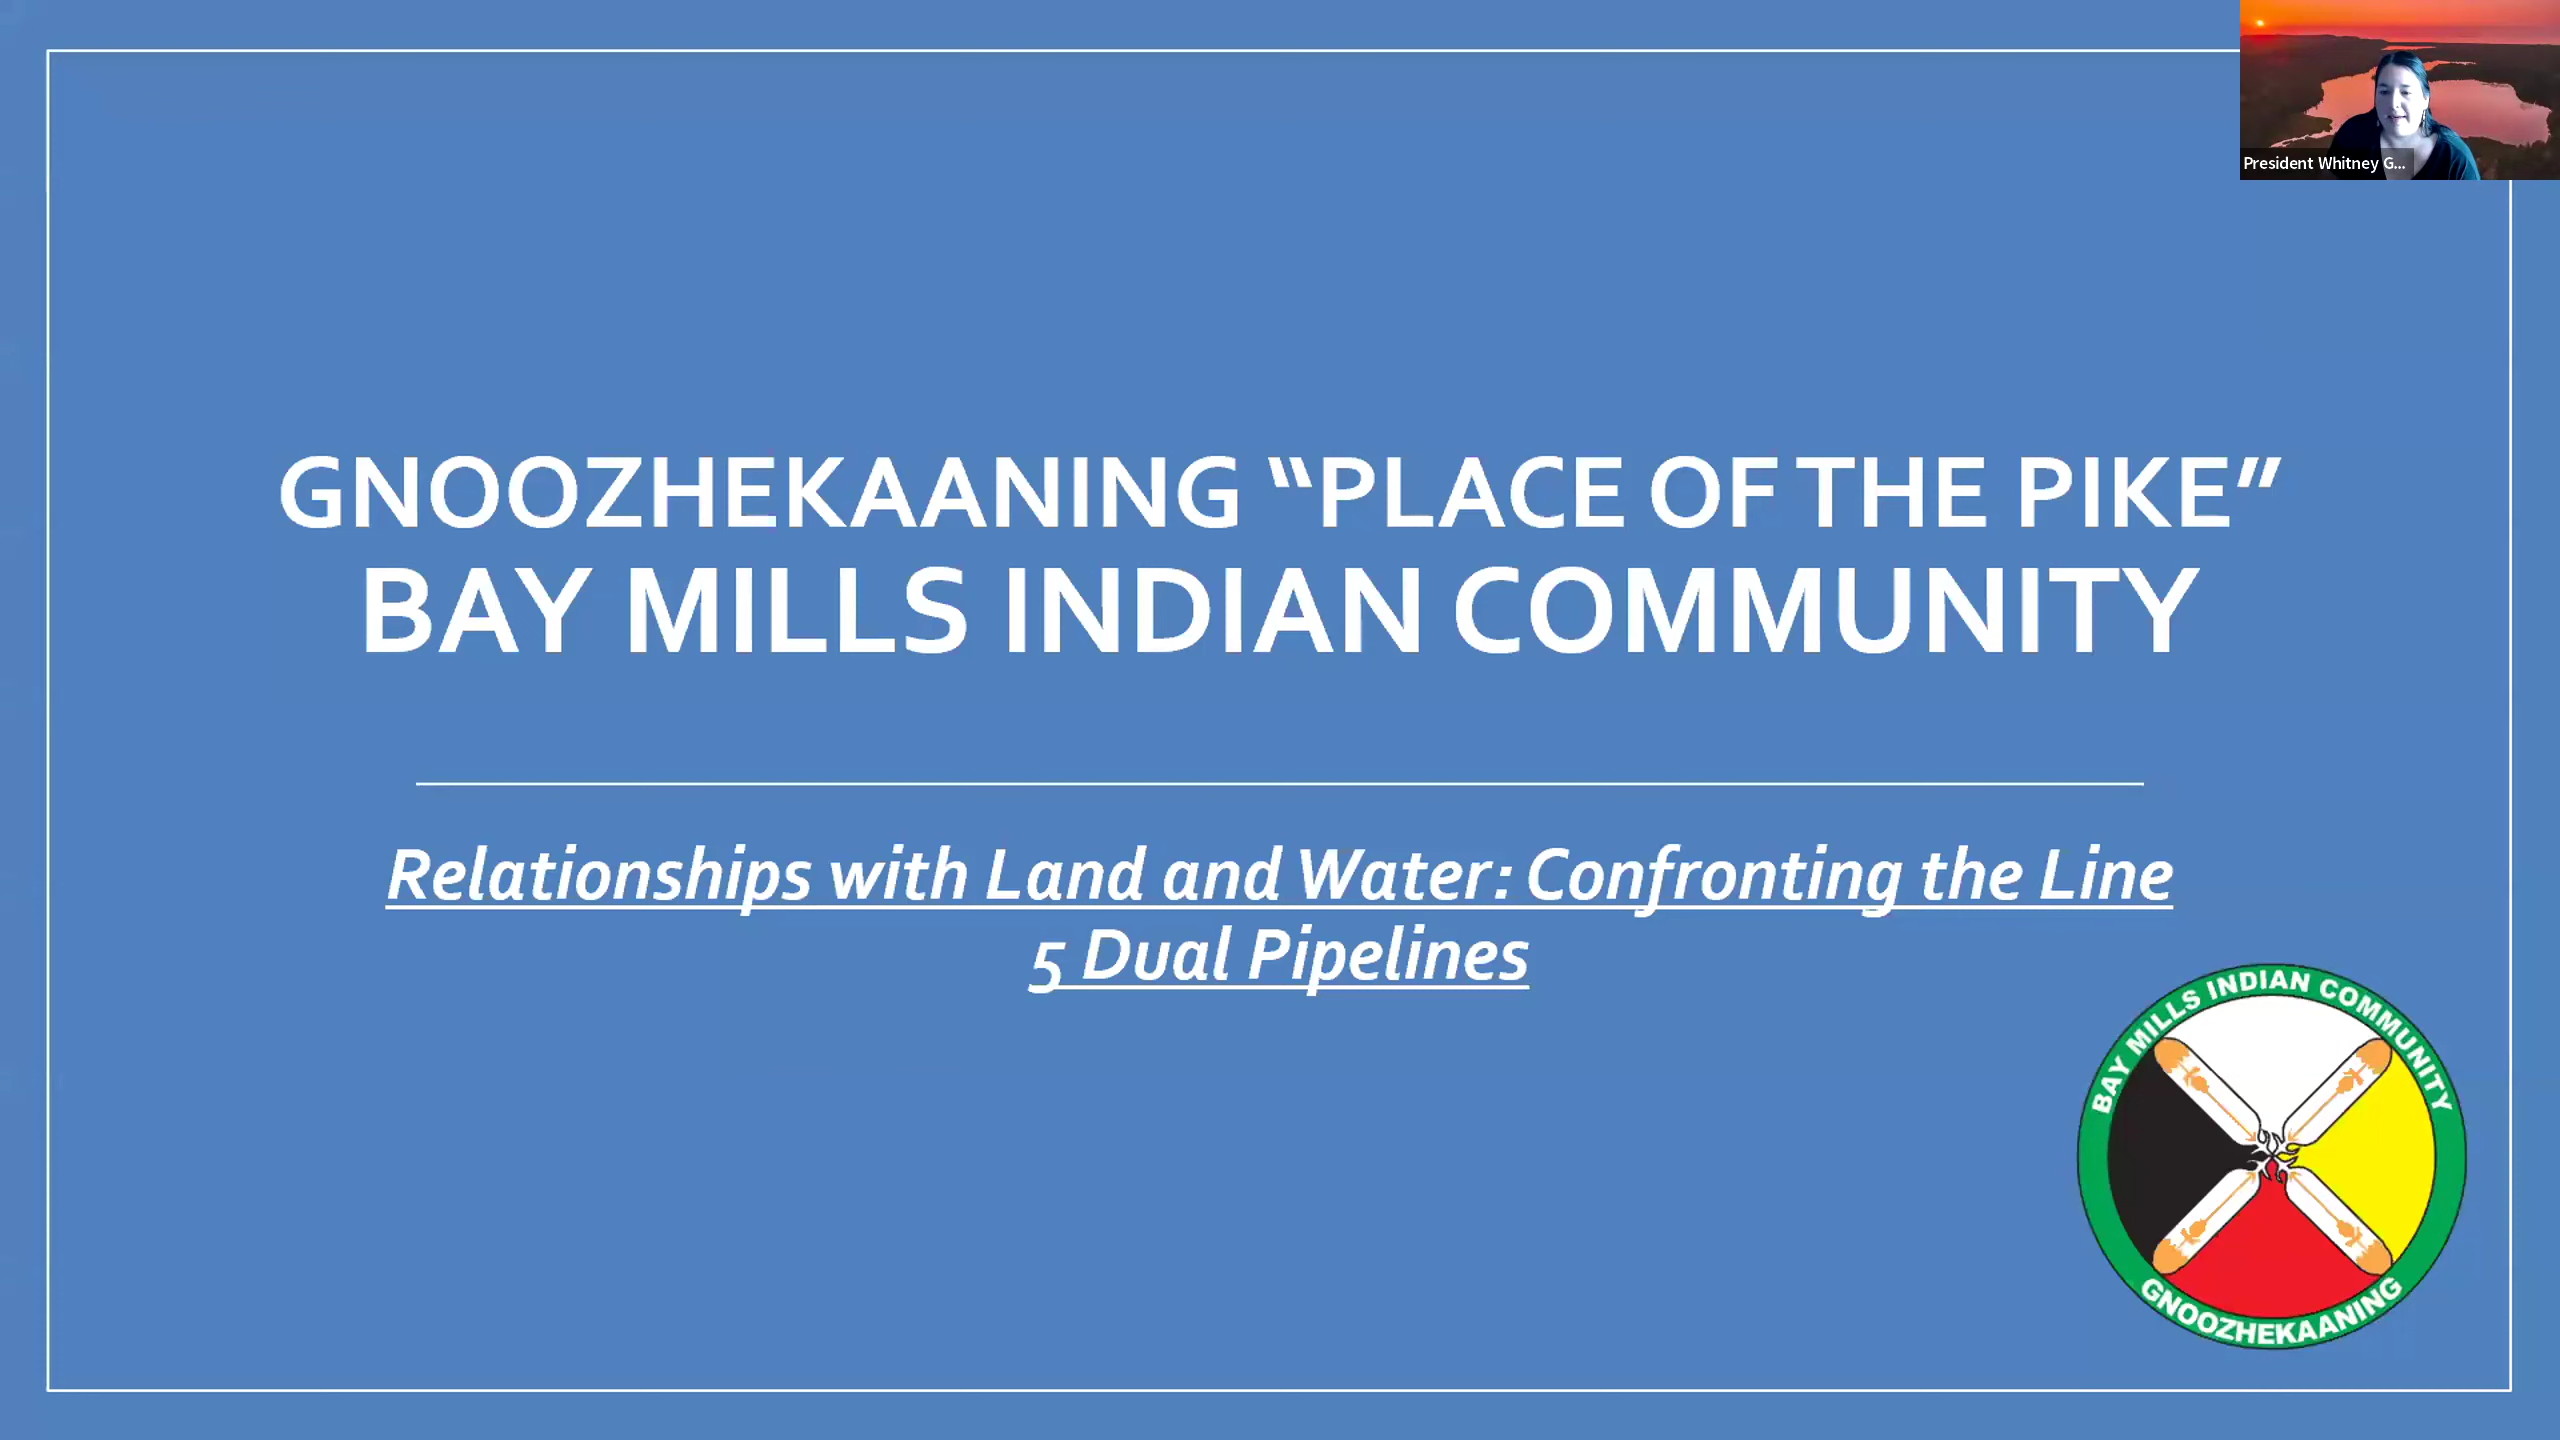 President Whitney G...
GNOOZHEKAANING “PLACE OF THE PIKE”
BAY MILLS INDIAN COMMUNITY
Relationships with Land and Water: Confronting the Line
5 Dual Pipelines
BAY MILLS INDIAN COMMUNITY
GNOOZHEKAANING